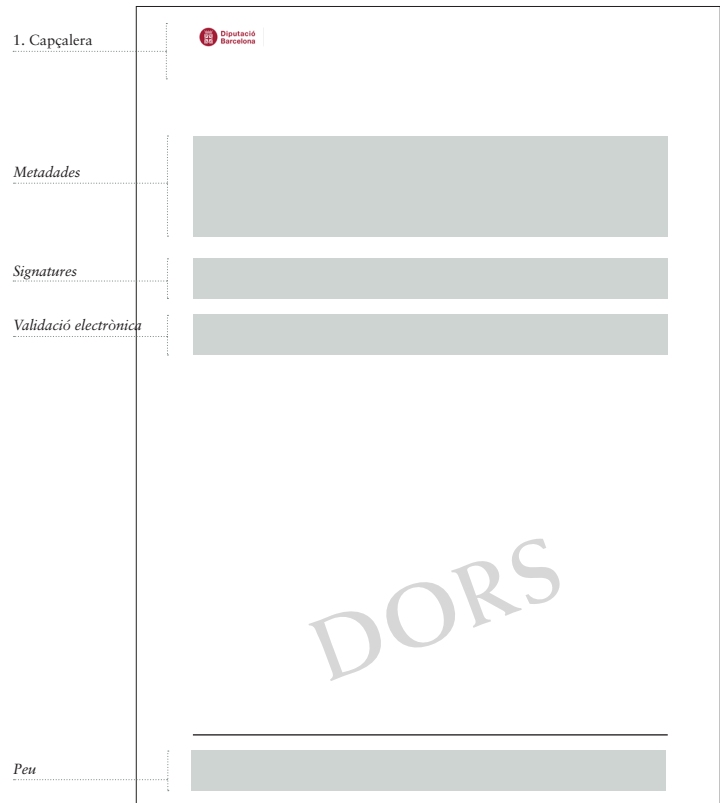 1. Capçalera
Diputació
Barcelona
Metadades
Signatures
Validació electrònica
DORS
Peu